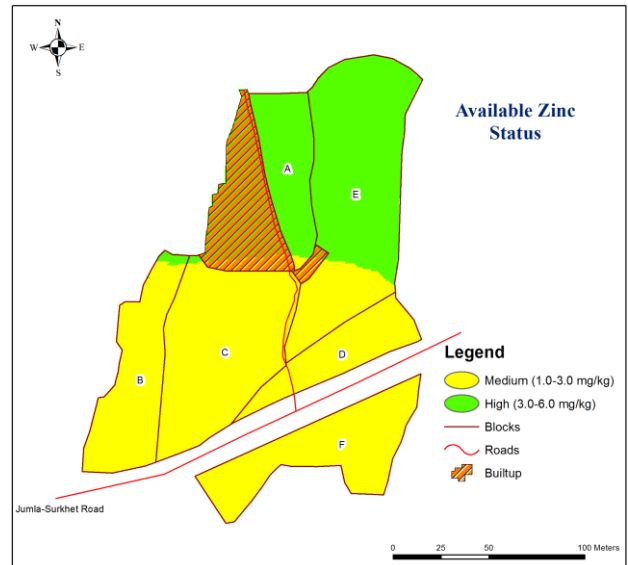 N
W E
S
Available Zinc
Status
A
E
B
C
D
F
Legend
Medium (1.0-3.0 mg/kg)
High (3.0-6.0 mg/kg)
Blocks
Roads
Builtup
Jumla-Surkhet Road
0 25 50 100 Meters